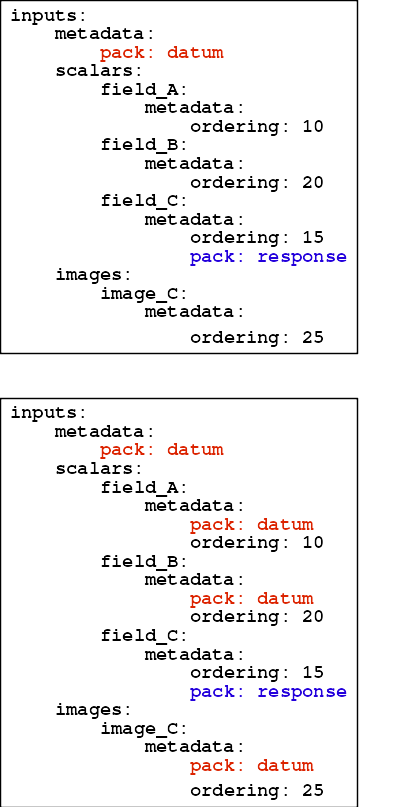 inputs:
    metadata:
        pack: datum
    scalars:
        field_A:
            metadata:
                ordering: 10
        field_B:
            metadata:
                ordering: 20
        field_C:
            metadata:
                ordering: 15
                pack: response
    images:
        image_C:
            metadata:
                ordering: 25
inputs:
    metadata:
        pack: datum
    scalars:
        field_A:
            metadata:
                pack: datum
                ordering: 10
        field_B:
            metadata:
                pack: datum
                ordering: 20
        field_C:
            metadata:
                ordering: 15
                pack: response
    images:
        image_C:
            metadata:
                pack: datum
                ordering: 25